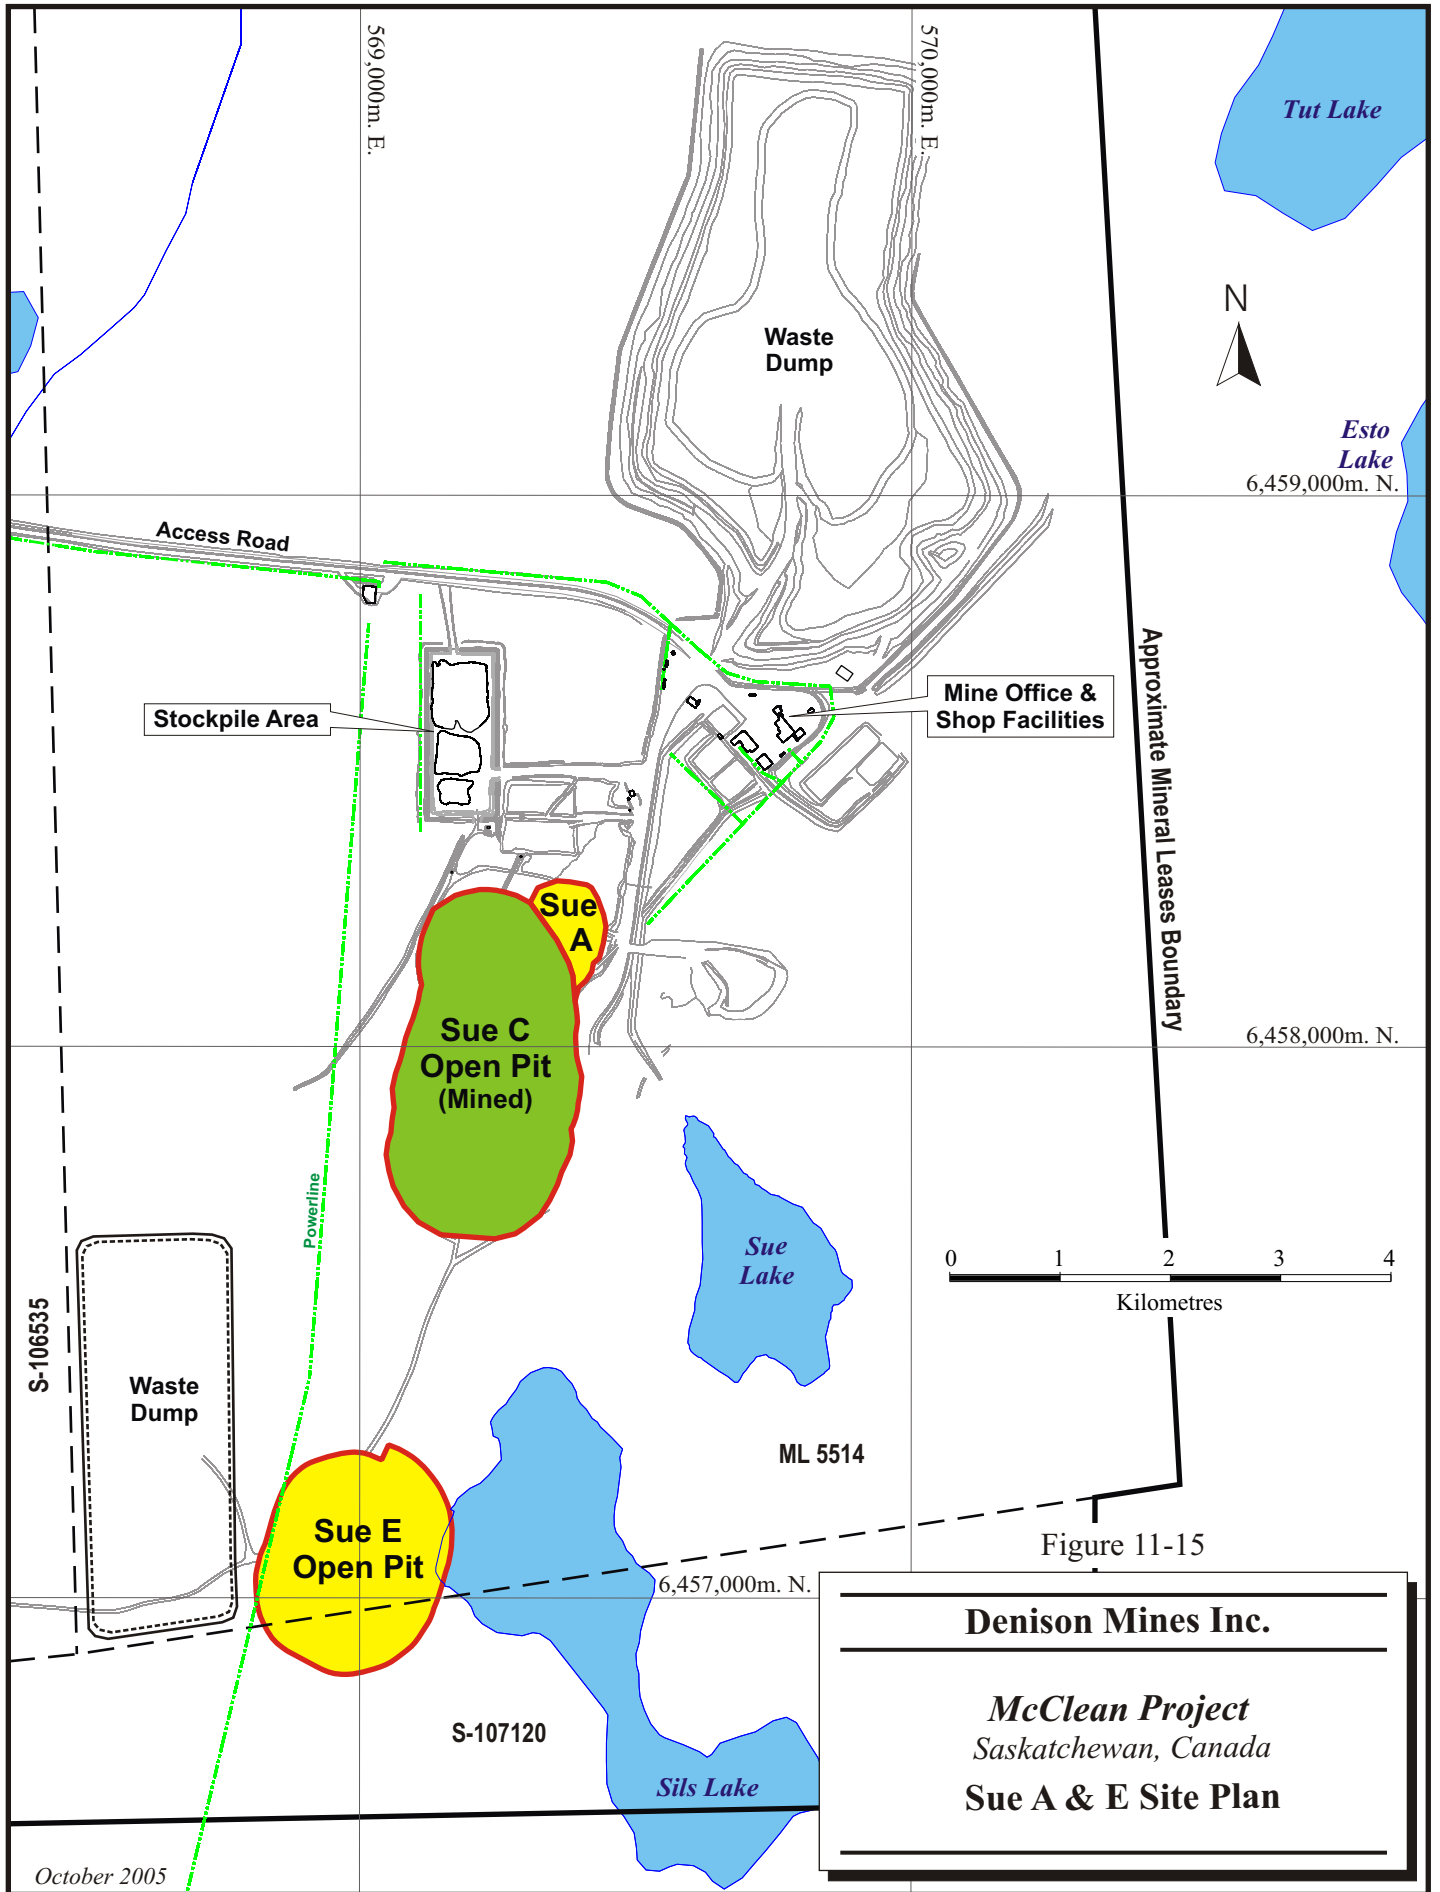 569,000m. E.
570,000m. E.
Tut Lake
N
Waste
Dump
Esto
Lake
6,459,000m. N.
Access Road
Approximate Mineral Leases Boundary
Stockpile Area
Mine Office &
Shop Facilities
Sue
A
Sue C
Open Pit
(Mined)
6,458,000m. N.
Powerline
Sue
Lake
0 1 2 3 4
Kilometres
S-106535
Waste
Dump
ML 5514
Sue E
Open Pit
Figure 11-15
6,457,000m. N.
Denison Mines Inc.
McClean Project
Saskatchewan, Canada
Sue A & E Site Plan
S-107120
Sils Lake
October 2005